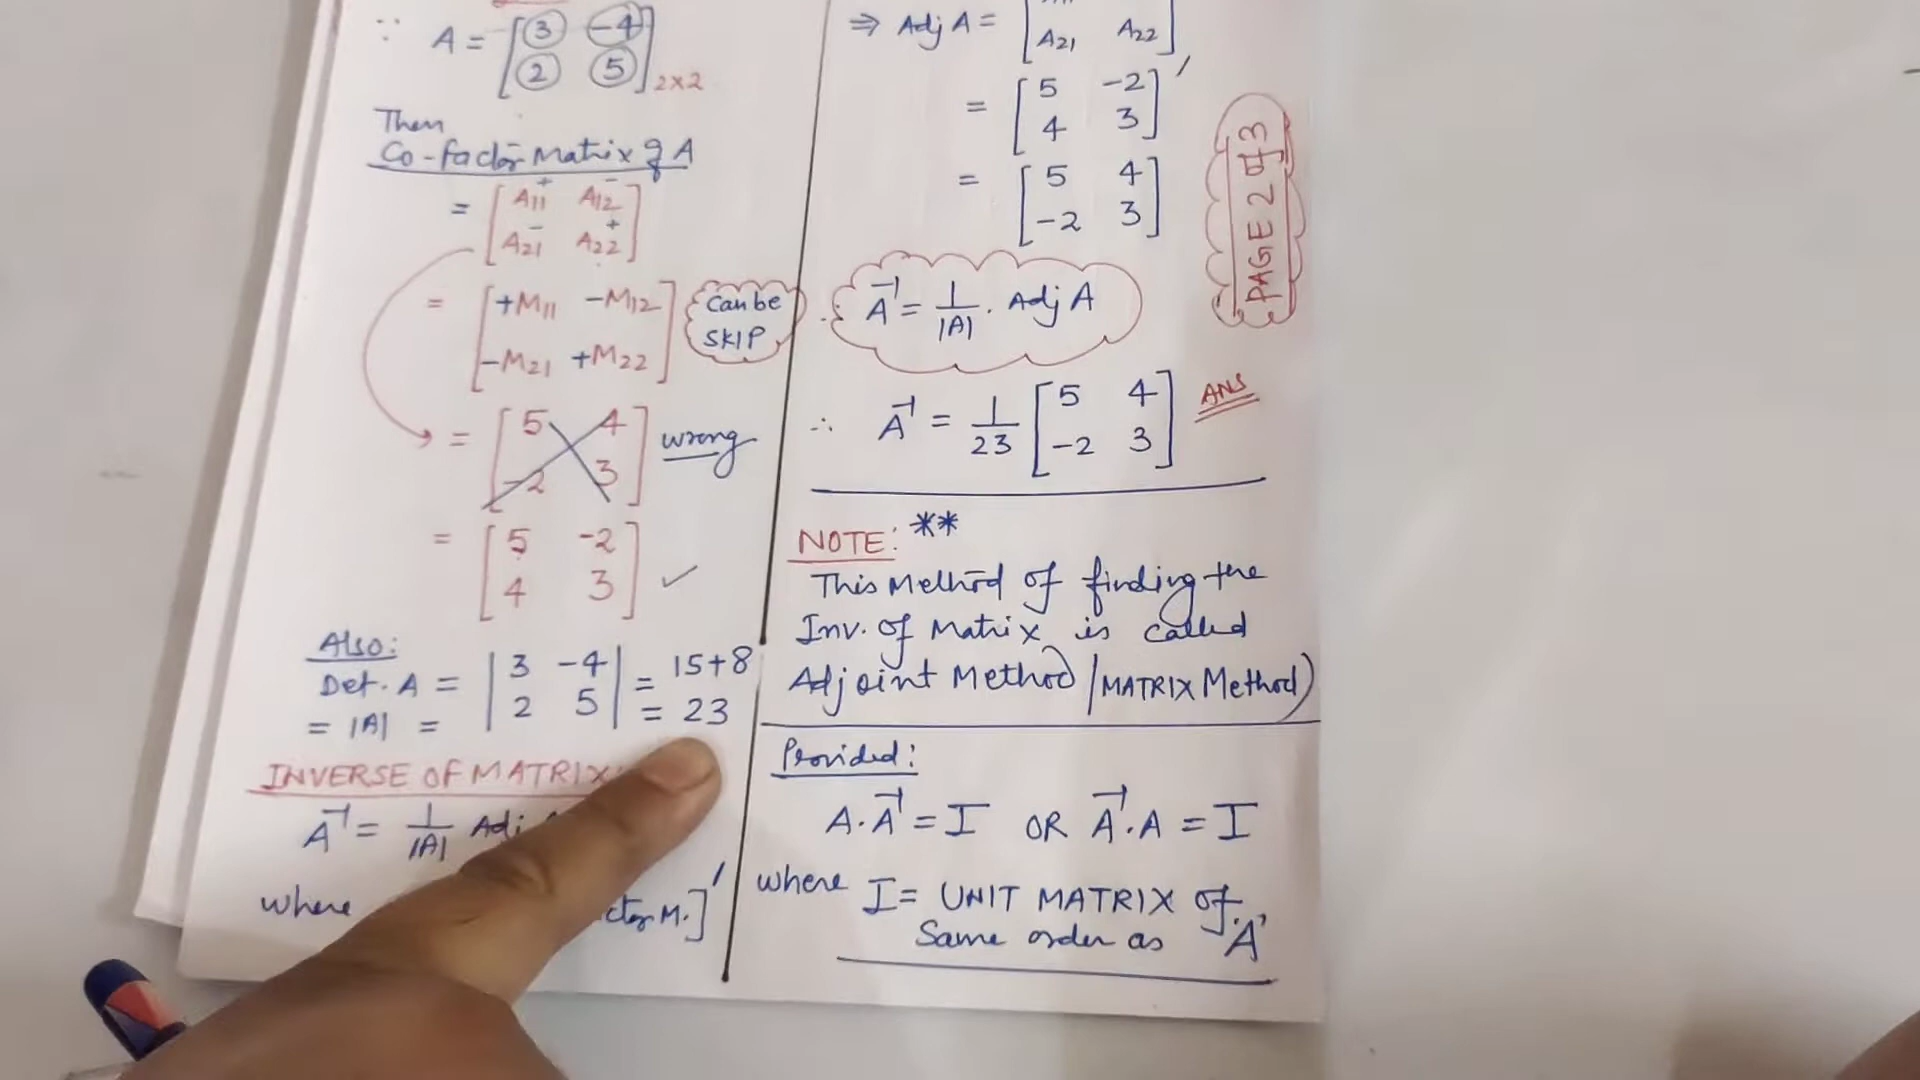 ∵ A = [3 -4
2 5] 2×2
Then
Co-factor Matrix of A
= [A11+ A12-
A21- A22+]
= [+M11 -M12
-M21 +M22]
Can be
SKIP
= [5 4
-2 3] wrong
= [5 -2
4 3] ✓
Also:
Det. A = |3 -4
2 5| = 15+8
= |A| = = 23
INVERSE OF MATRIX
A⁻¹ = 1/|A| Adj
where M.]'
⇒ Adj A = [
A21 A22]'
= [5 -2
4 3]'
= [5 4
-2 3]
∴ A⁻¹ = 1/|A| . Adj A
∴ A⁻¹ = 1/23 [5 4
-2 3] ANS
NOTE: **
This Method of finding the
Inv. of Matrix is called
Adjoint Method / MATRIX Method)
Provided:
A.A⁻¹ = I OR A⁻¹.A = I
where I = UNIT MATRIX of
Same order as 'A'
PAGE 2 of 3